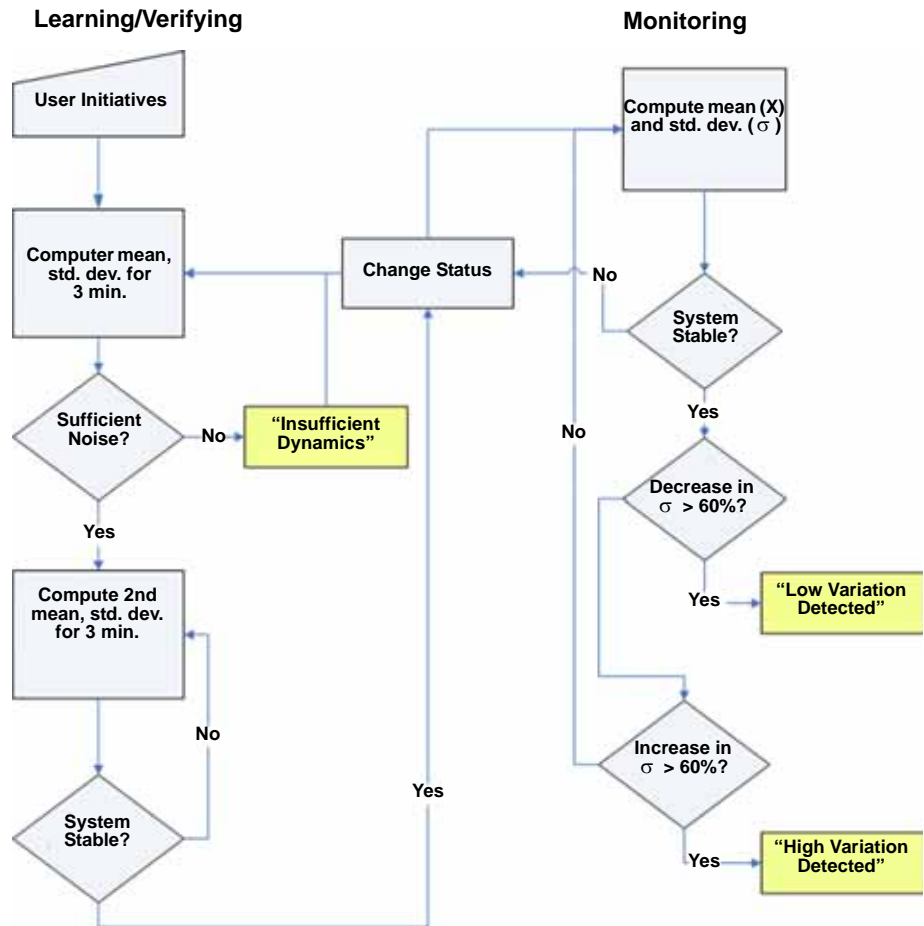 Learning/Verifying
Monitoring
User Initiatives
Compute mean (X)
and std. dev. (σ)
Computer mean,
std. dev. for
3 min.
Change Status
No
System
Stable?
Sufficient
Noise?
No
“Insufficient
Dynamics”
Yes
No
Yes
Decrease in
σ > 60%?
Compute 2nd
mean, std. dev.
for 3 min.
Yes
“Low Variation
Detected”
No
Increase in
σ > 60%?
System
Stable?
Yes
Yes
“High Variation
Detected”